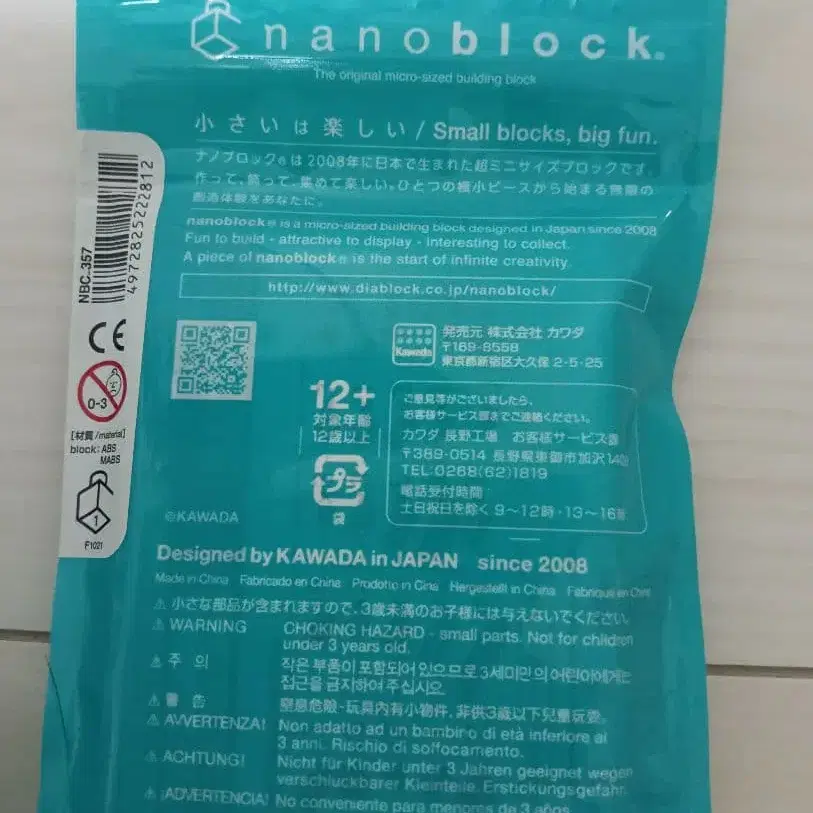 nanoblock®
The original micro-sized building block
小さいは楽しい/Small blocks, big fun.
ナノブロック®は2008年に日本で生まれた超ミニサイズブロックです。
作って、飾って、集めて楽しい。ひとつの極小ピースから始まる無限の
創造体験をあなたに。
nanoblock® is a micro-sized building block designed in Japan since 2008
Fun to build - attractive to display - interesting to collect.
A piece of nanoblock® is the start of infinite creativity.
http://www.diablock.co.jp/nanoblock/
NBC_357
4972825222812
CE
0-3
[材質/material]
block: ABS
MABS
1
F1021
Kawada
発売元 株式会社 カワダ
〒169-8558
東京都新宿区大久保 2-5-25
12+
対象年齢
12歳以上
プラ
袋
ご意見等がございましたら、
お客様サービス部までご連絡ください。
カワダ 長野工場 お客様サービス部
〒389-0514 長野県東御市加沢1409
TEL:0268(62)1819
電話受付時間
土日祝日を除く 9〜12時・13〜16時
©KAWADA
Designed by KAWADA in JAPAN since 2008
Made in China Fabricado en China Prodotto in Cina Hergestellt in China Fabriqué en Chine
⚠ 小さな部品が含まれますので、3歳未満のお子様には与えないでください。
⚠ WARNING CHOKING HAZARD - small parts. Not for children
under 3 years old.
⚠ 주 의 작은 부품이 포함되어 있으므로 3세미만의 어린이에게는
접근을 금지하여 주십시오
⚠ 警 告 窒息危險-玩具內有小物件. 非供3歲以下兒童玩耍.
⚠ AVVERTENZA! Non adatto ad un bambino di età inferiore ai
3 anni. Rischio di soffocamento.
⚠ ACHTUNG! Nicht für Kinder unter 3 Jahren geeignet wegen
verschluckbarer Kleinteile. Erstickungsgefahr.
⚠ ¡ADVERTENCIA! No conveniente para menores de 3 años.